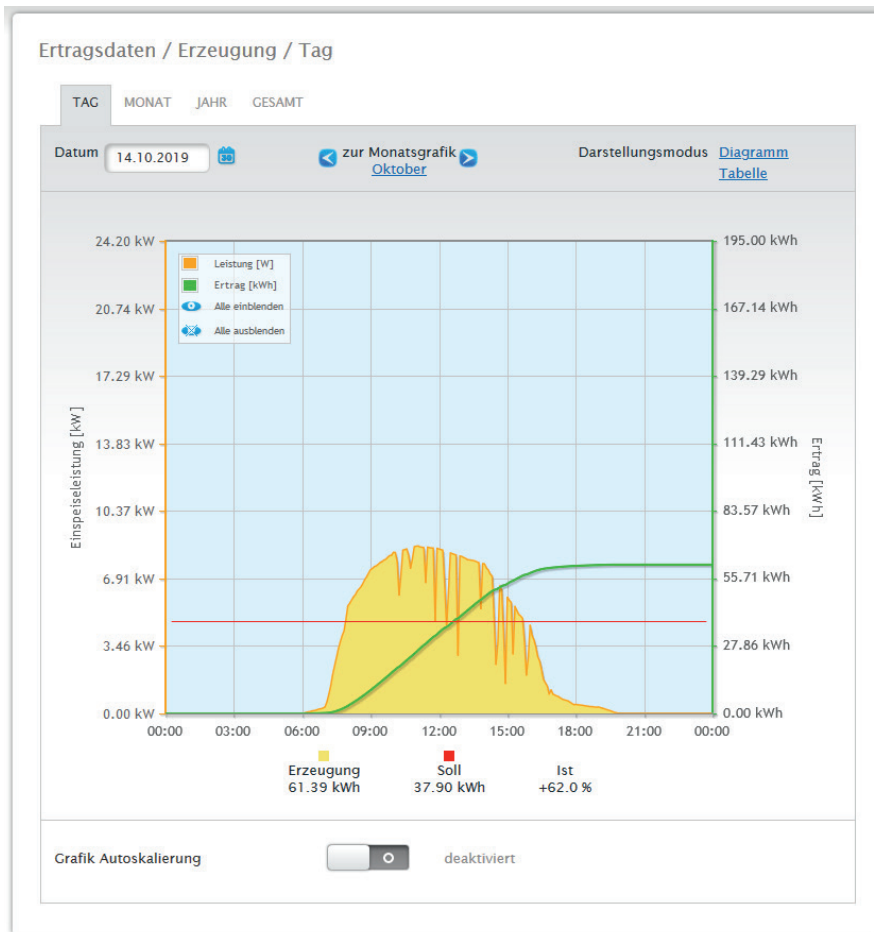 Ertragsdaten / Erzeugung / Tag
TAG MONAT JAHR GESAMT
Datum 14.10.2019 zur Monatsgrafik Darstellungsmodus Diagramm
Oktober Tabelle
24.20 kW 195.00 kWh
Leistung [W]
Ertrag [kWh]
Alle einblenden
Alle ausblenden
20.74 kW 167.14 kWh
17.29 kW 139.29 kWh
13.83 kW 111.43 kWh
10.37 kW 83.57 kWh
6.91 kW 55.71 kWh
3.46 kW 27.86 kWh
0.00 kW 0.00 kWh
Einspeiseleistung [kW]
Ertrag [kWh]
00:00 03:00 06:00 09:00 12:00 15:00 18:00 21:00 00:00
Erzeugung Soll Ist
61.39 kWh 37.90 kWh +62.0 %
Grafik Autoskalierung deaktiviert